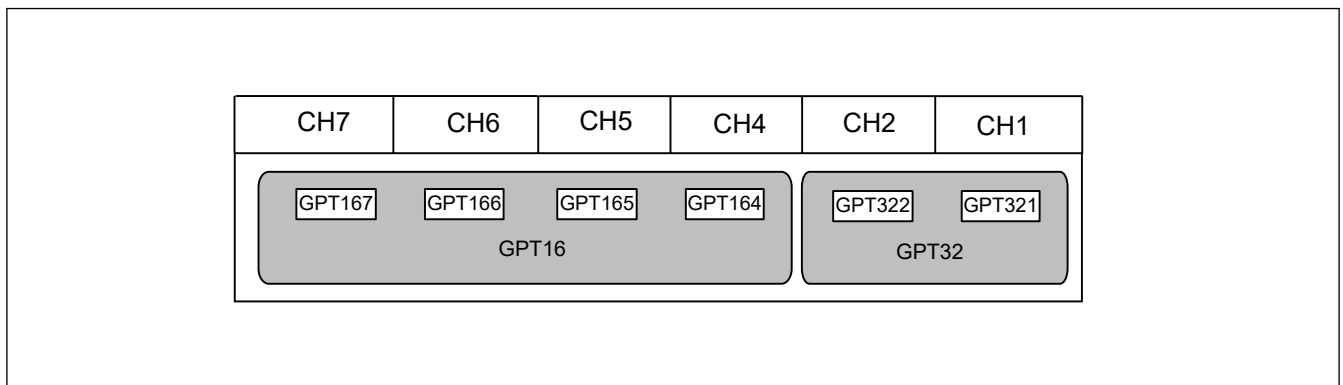 CH7 CH6 CH5 CH4 CH2 CH1
GPT167 GPT166 GPT165 GPT164 GPT322 GPT321
GPT16 GPT32